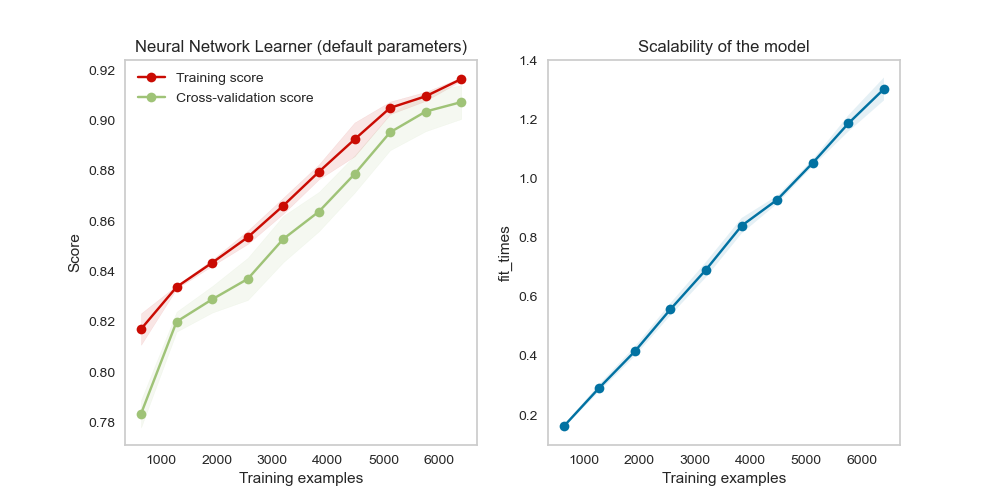 Neural Network Learner (default parameters)
Training score
Cross-validation score
0.92
0.90
0.88
0.86
0.84
0.82
0.80
0.78
Score
1000 2000 3000 4000 5000 6000
Training examples
Scalability of the model
1.4
1.2
1.0
0.8
0.6
0.4
0.2
fit_times
1000 2000 3000 4000 5000 6000
Training examples